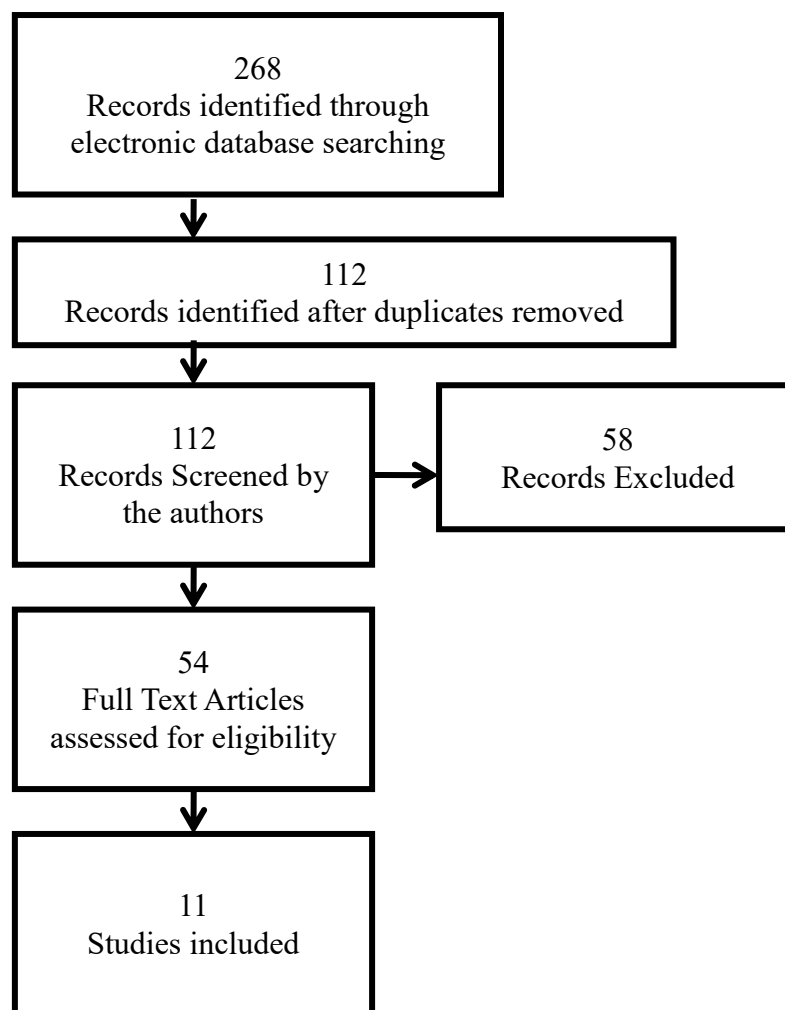 268
Records identified through
electronic database searching
112
Records identified after duplicates removed
112
Records Screened by
the authors
58
Records Excluded
54
Full Text Articles
assessed for eligibility
11
Studies included